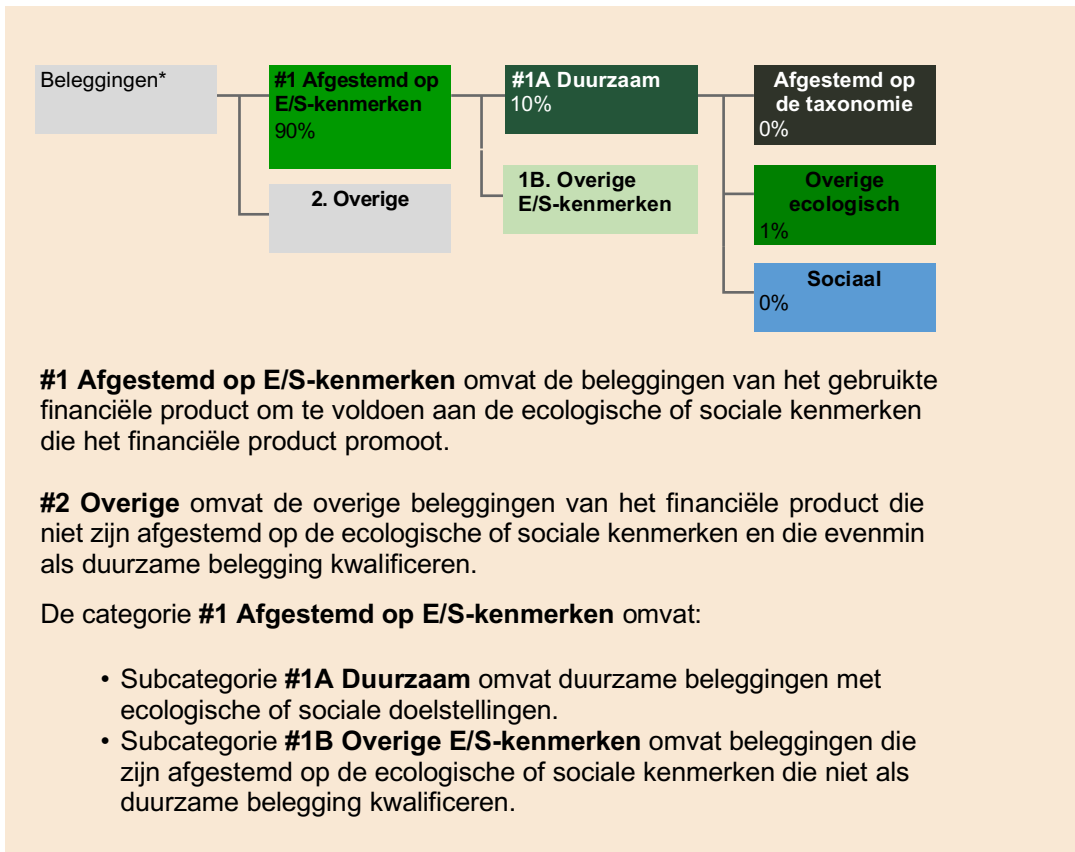 Beleggingen*
#1 Afgestemd op
E/S-kenmerken
90%
2. Overige
#1A Duurzaam
10%
1B. Overige
E/S-kenmerken
Afgestemd op
de taxonomie
0%
Overige
ecologisch
1%
Sociaal
0%
#1 Afgestemd op E/S-kenmerken omvat de beleggingen van het gebruikte
financiële product om te voldoen aan de ecologische of sociale kenmerken
die het financiële product promoot.
#2 Overige omvat de overige beleggingen van het financiële product die
niet zijn afgestemd op de ecologische of sociale kenmerken en die evenmin
als duurzame belegging kwalificeren.
De categorie #1 Afgestemd op E/S-kenmerken omvat:
• Subcategorie #1A Duurzaam omvat duurzame beleggingen met
ecologische of sociale doelstellingen.
• Subcategorie #1B Overige E/S-kenmerken omvat beleggingen die
zijn afgestemd op de ecologische of sociale kenmerken die niet als
duurzame belegging kwalificeren.